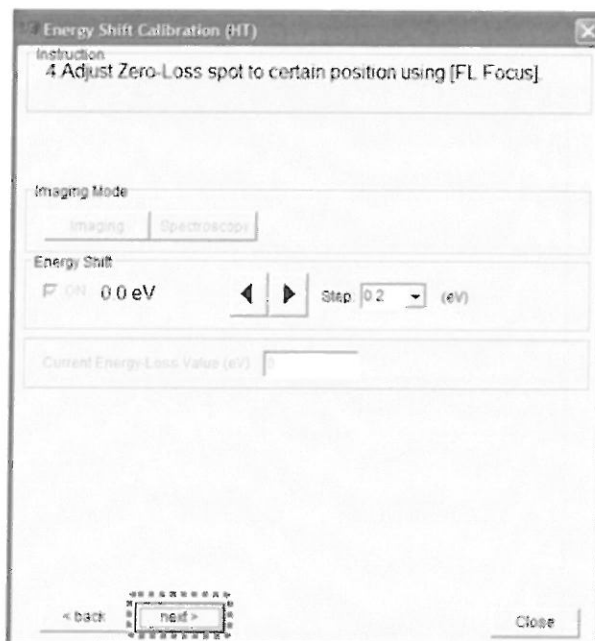 Energy Shift Calibration (HT)
Instruction
4 Adjust Zero-Loss spot to certain position using [FL Focus].
Imaging Mode
Imaging Spectroscopy
Energy Shift
ON 0.0 eV Step: 0.2 (eV)
Current Energy-Loss Value (eV) 0
< back next > Close